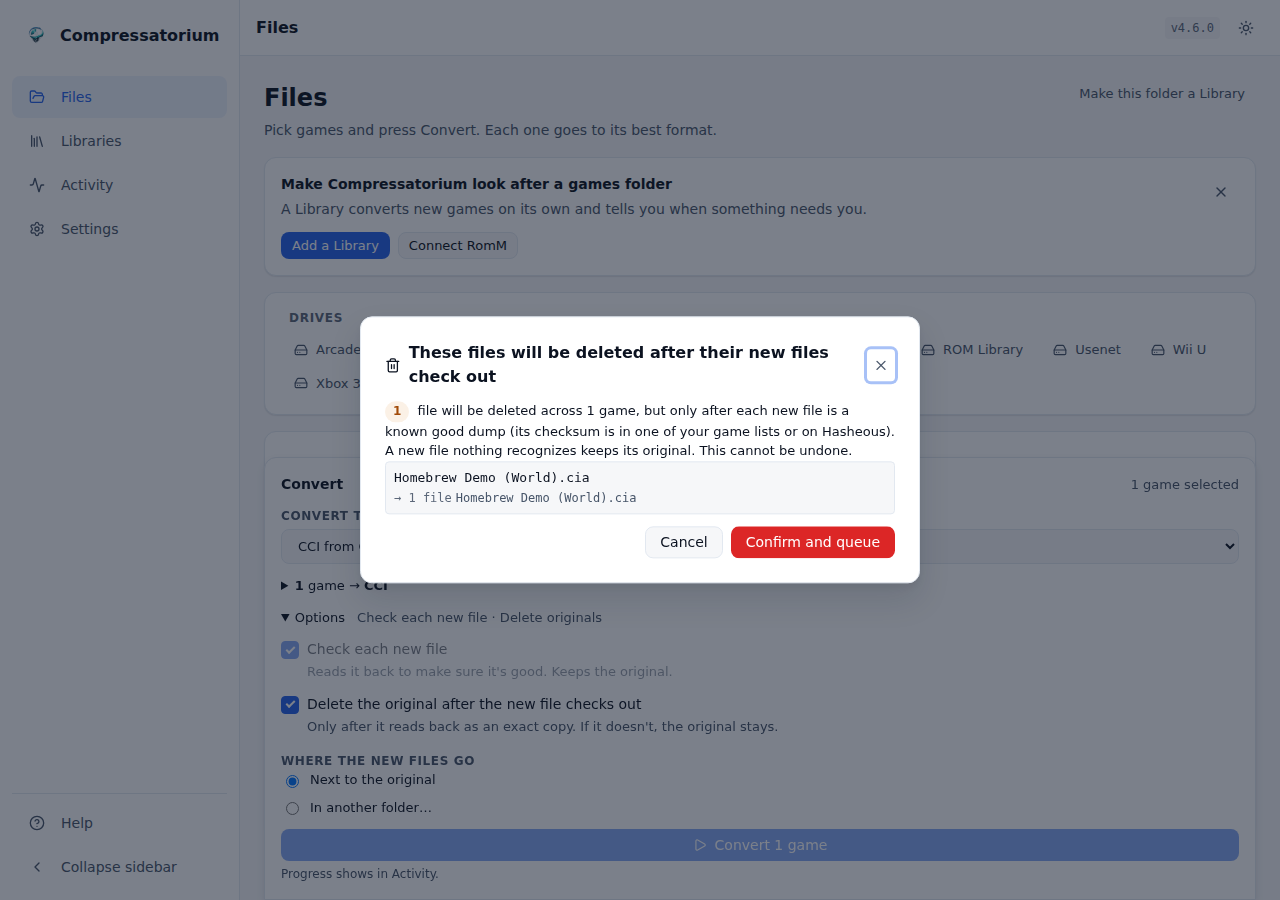 Compressatorium
Files
v4.6.0
Files
Libraries
Activity
Settings
Help
Collapse sidebar
Files
Make this folder a Library
Pick games and press Convert. Each one goes to its best format.
Make Compressatorium look after a games folder
A Library converts new games on its own and tells you when something needs you.
Add a Library
Connect RomM
DRIVES
Arcade
ROM Library
Usenet
Wii U
Xbox 3
These files will be deleted after their new files
check out
1 file will be deleted across 1 game, but only after each new file is a
known good dump (its checksum is in one of your game lists or on Hasheous).
A new file nothing recognizes keeps its original. This cannot be undone.
Homebrew Demo (World).cia
→ 1 file Homebrew Demo (World).cia
Cancel
Confirm and queue
Convert
1 game selected
CONVERT T
CCI from
1 game → CCI
Options Check each new file · Delete originals
Check each new file
Reads it back to make sure it's good. Keeps the original.
Delete the original after the new file checks out
Only after it reads back as an exact copy. If it doesn't, the original stays.
WHERE THE NEW FILES GO
Next to the original
In another folder…
Convert 1 game
Progress shows in Activity.